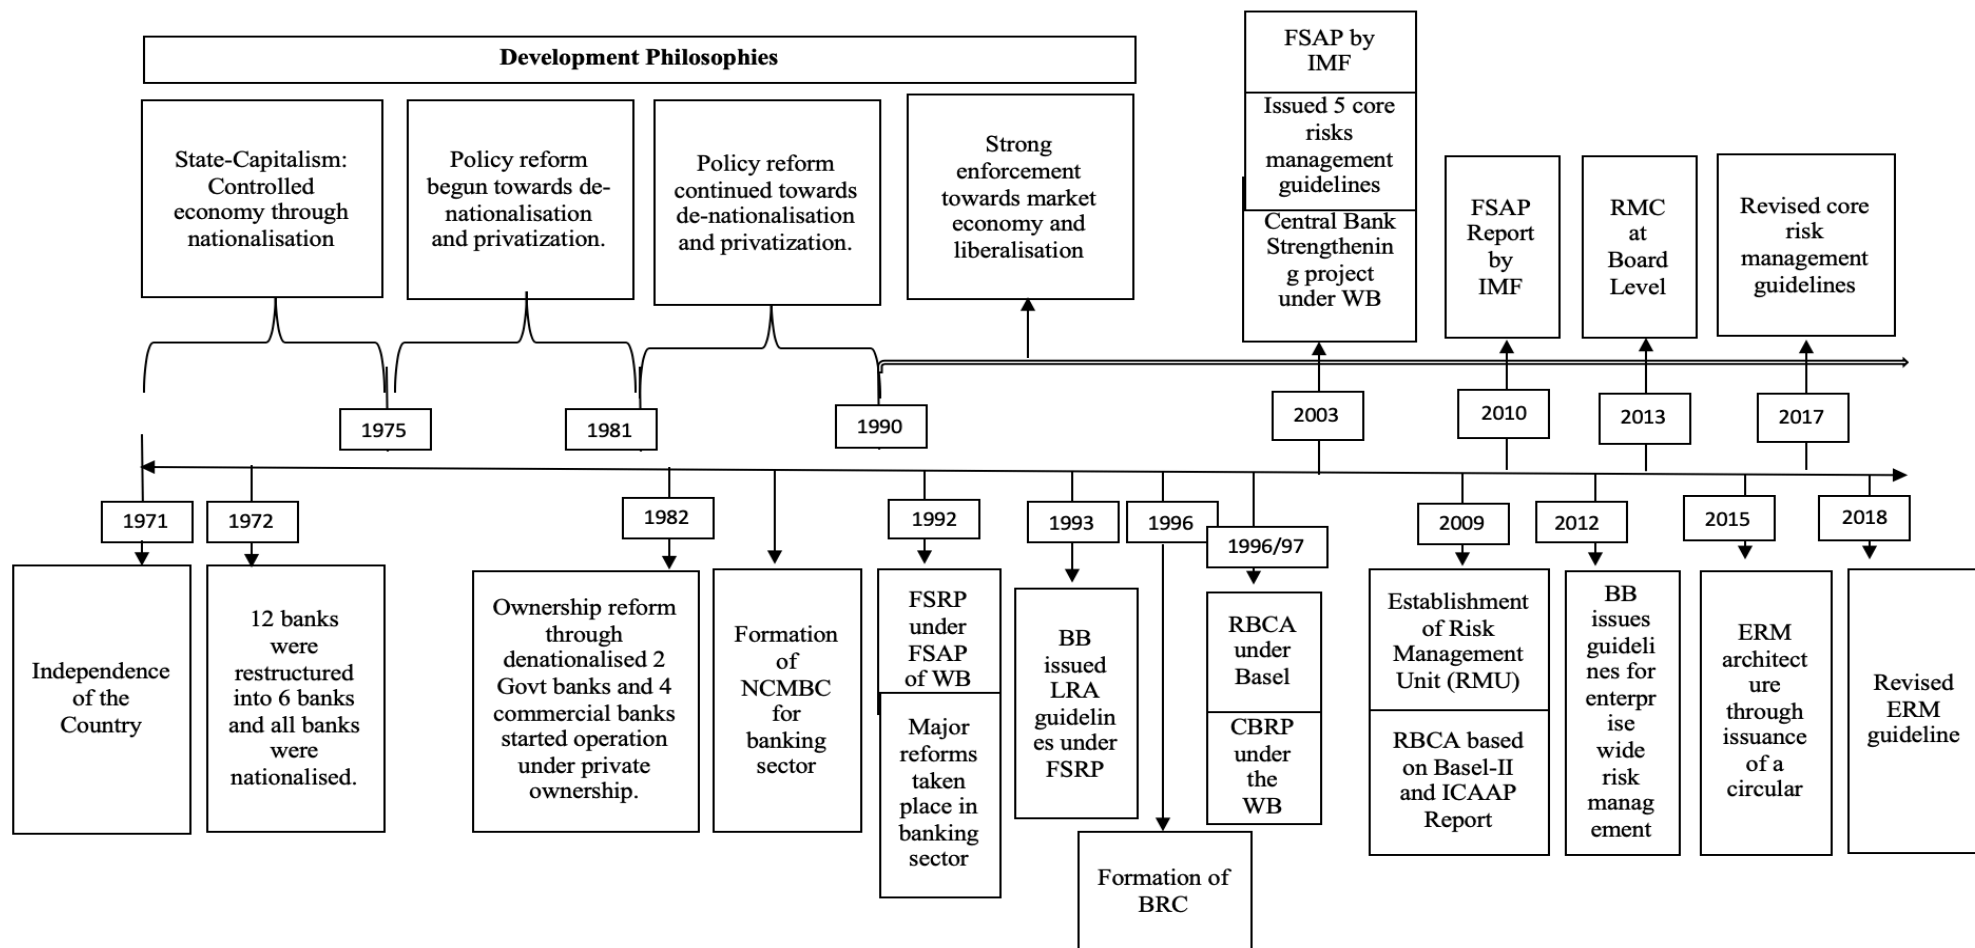 Development Philosophies
State-Capitalism:
Controlled
economy through
nationalisation
Policy reform
begun towards de-
nationalisation
and privatization.
Policy reform
continued towards
de-nationalisation
and privatization.
Strong
enforcement
towards market
economy and
liberalisation
FSAP by
IMF
Issued 5 core
risks
management
guidelines
Central Bank
Strengthenin
g project
under WB
FSAP
Report
by
IMF
RMC
at
Board
Level
Revised core
risk
management
guidelines
1975
1981
1990
2003
2010
2013
2017
1971
1972
1982
1992
1993
1996
1996/97
2009
2012
2015
2018
Independence
of the
Country
12 banks
were
restructured
into 6 banks
and all banks
were
nationalised.
Ownership reform
through
denationalised 2
Govt banks and 4
commercial banks
started operation
under private
ownership.
Formation
of
NCMBC
for
banking
sector
FSRP
under
FSAP
of WB
Major
reforms
taken
place in
banking
sector
BB
issued
LRA
guidelin
es under
FSRP
Formation of
BRC
RBCA
under
Basel
CBRP
under
the
WB
Establishment
of Risk
Management
Unit (RMU)
RBCA based
on Basel-II
and ICAAP
Report
BB
issues
guideli
nes for
enterpr
ise
wide
risk
manag
ement
ERM
architect
ure
through
issuance
of a
circular
Revised
ERM
guideline